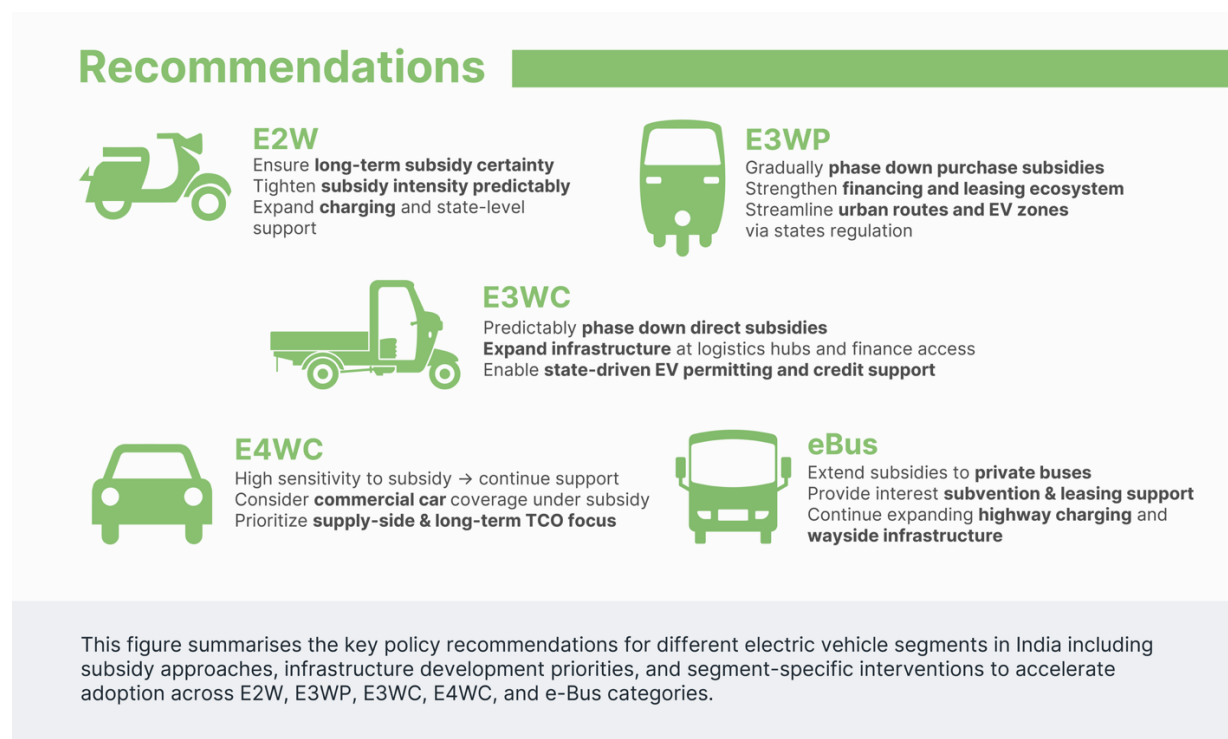 Recommendations
E2W
Ensure long-term subsidy certainty
Tighten subsidy intensity predictably
Expand charging and state-level
support
E3WP
Gradually phase down purchase subsidies
Strengthen financing and leasing ecosystem
Streamline urban routes and EV zones
via states regulation
E3WC
Predictably phase down direct subsidies
Expand infrastructure at logistics hubs and finance access
Enable state-driven EV permitting and credit support
E4WC
High sensitivity to subsidy → continue support
Consider commercial car coverage under subsidy
Prioritize supply-side & long-term TCO focus
eBus
Extend subsidies to private buses
Provide interest subvention & leasing support
Continue expanding highway charging and
wayside infrastructure
This figure summarises the key policy recommendations for different electric vehicle segments in India including
subsidy approaches, infrastructure development priorities, and segment-specific interventions to accelerate
adoption across E2W, E3WP, E3WC, E4WC, and e-Bus categories.